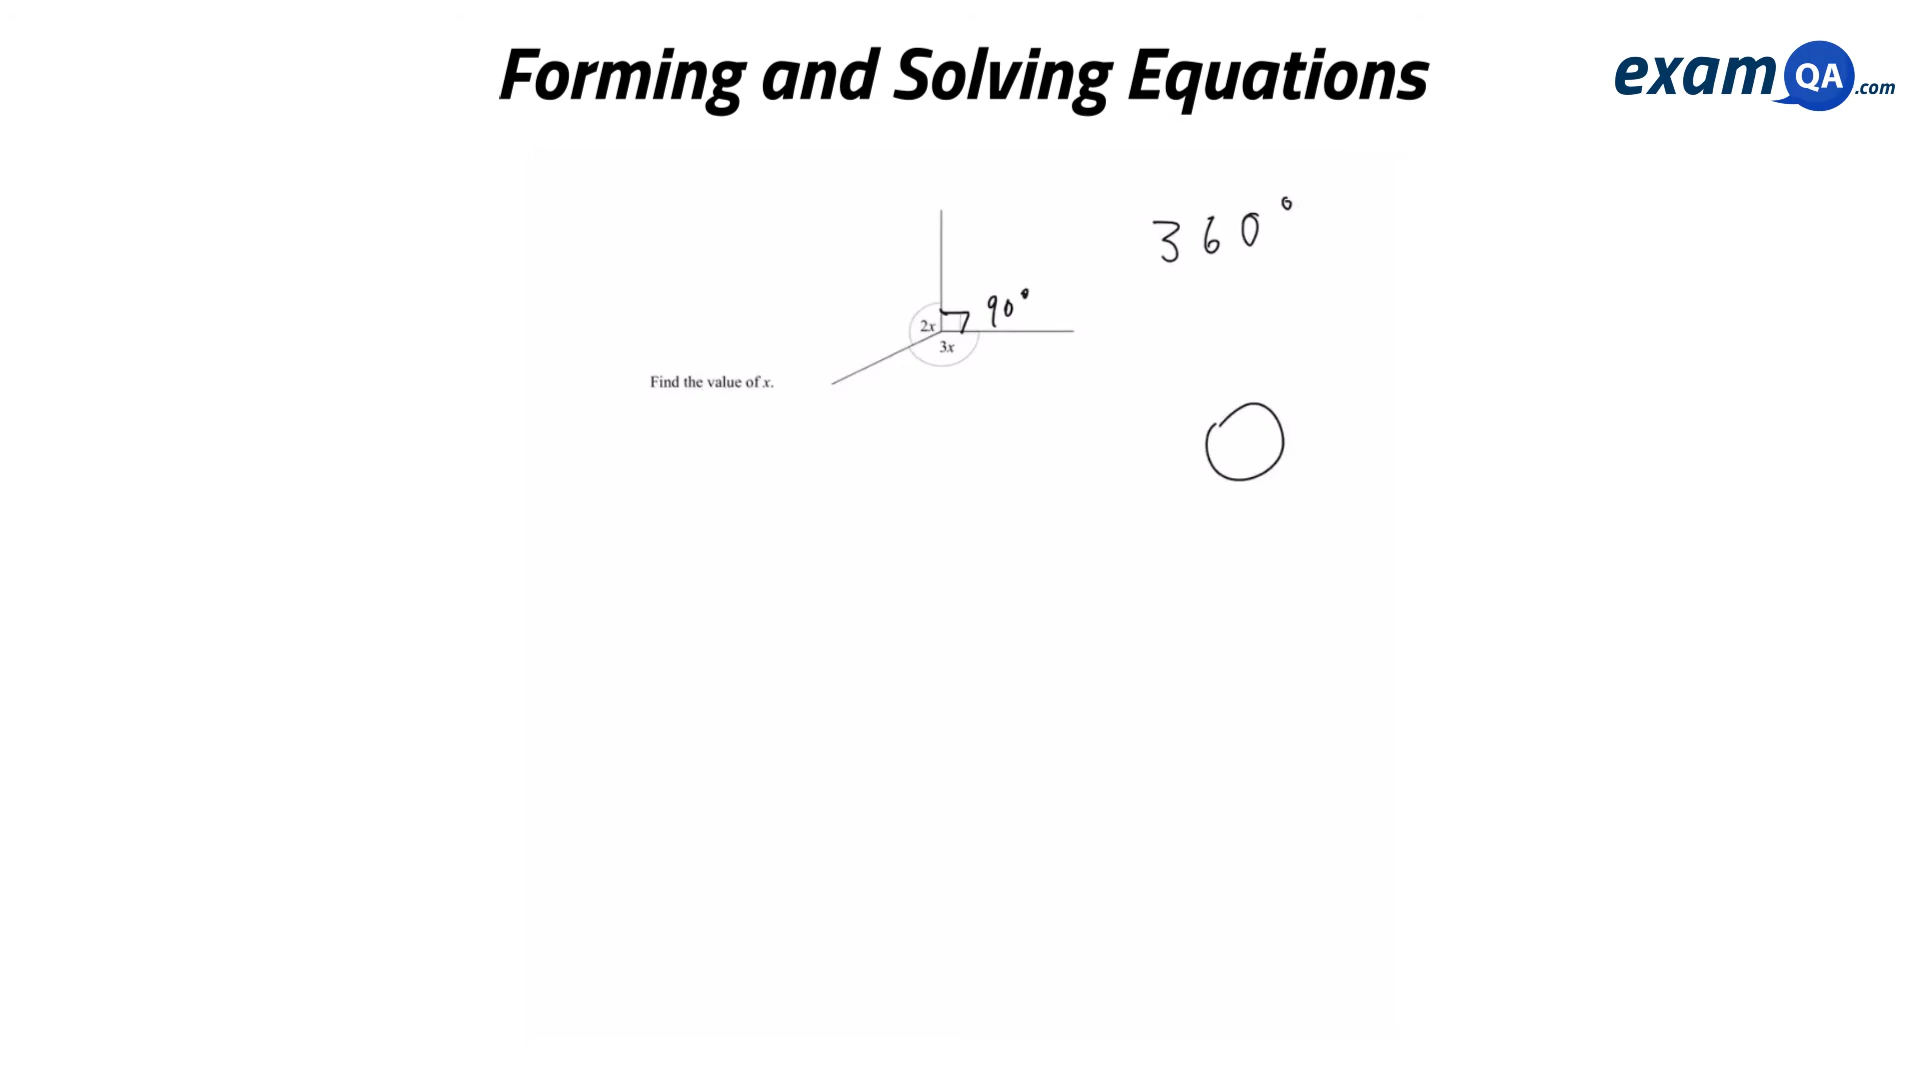 Forming and Solving Equations
examQA.com
360°
90°
2x
3x
Find the value of x.